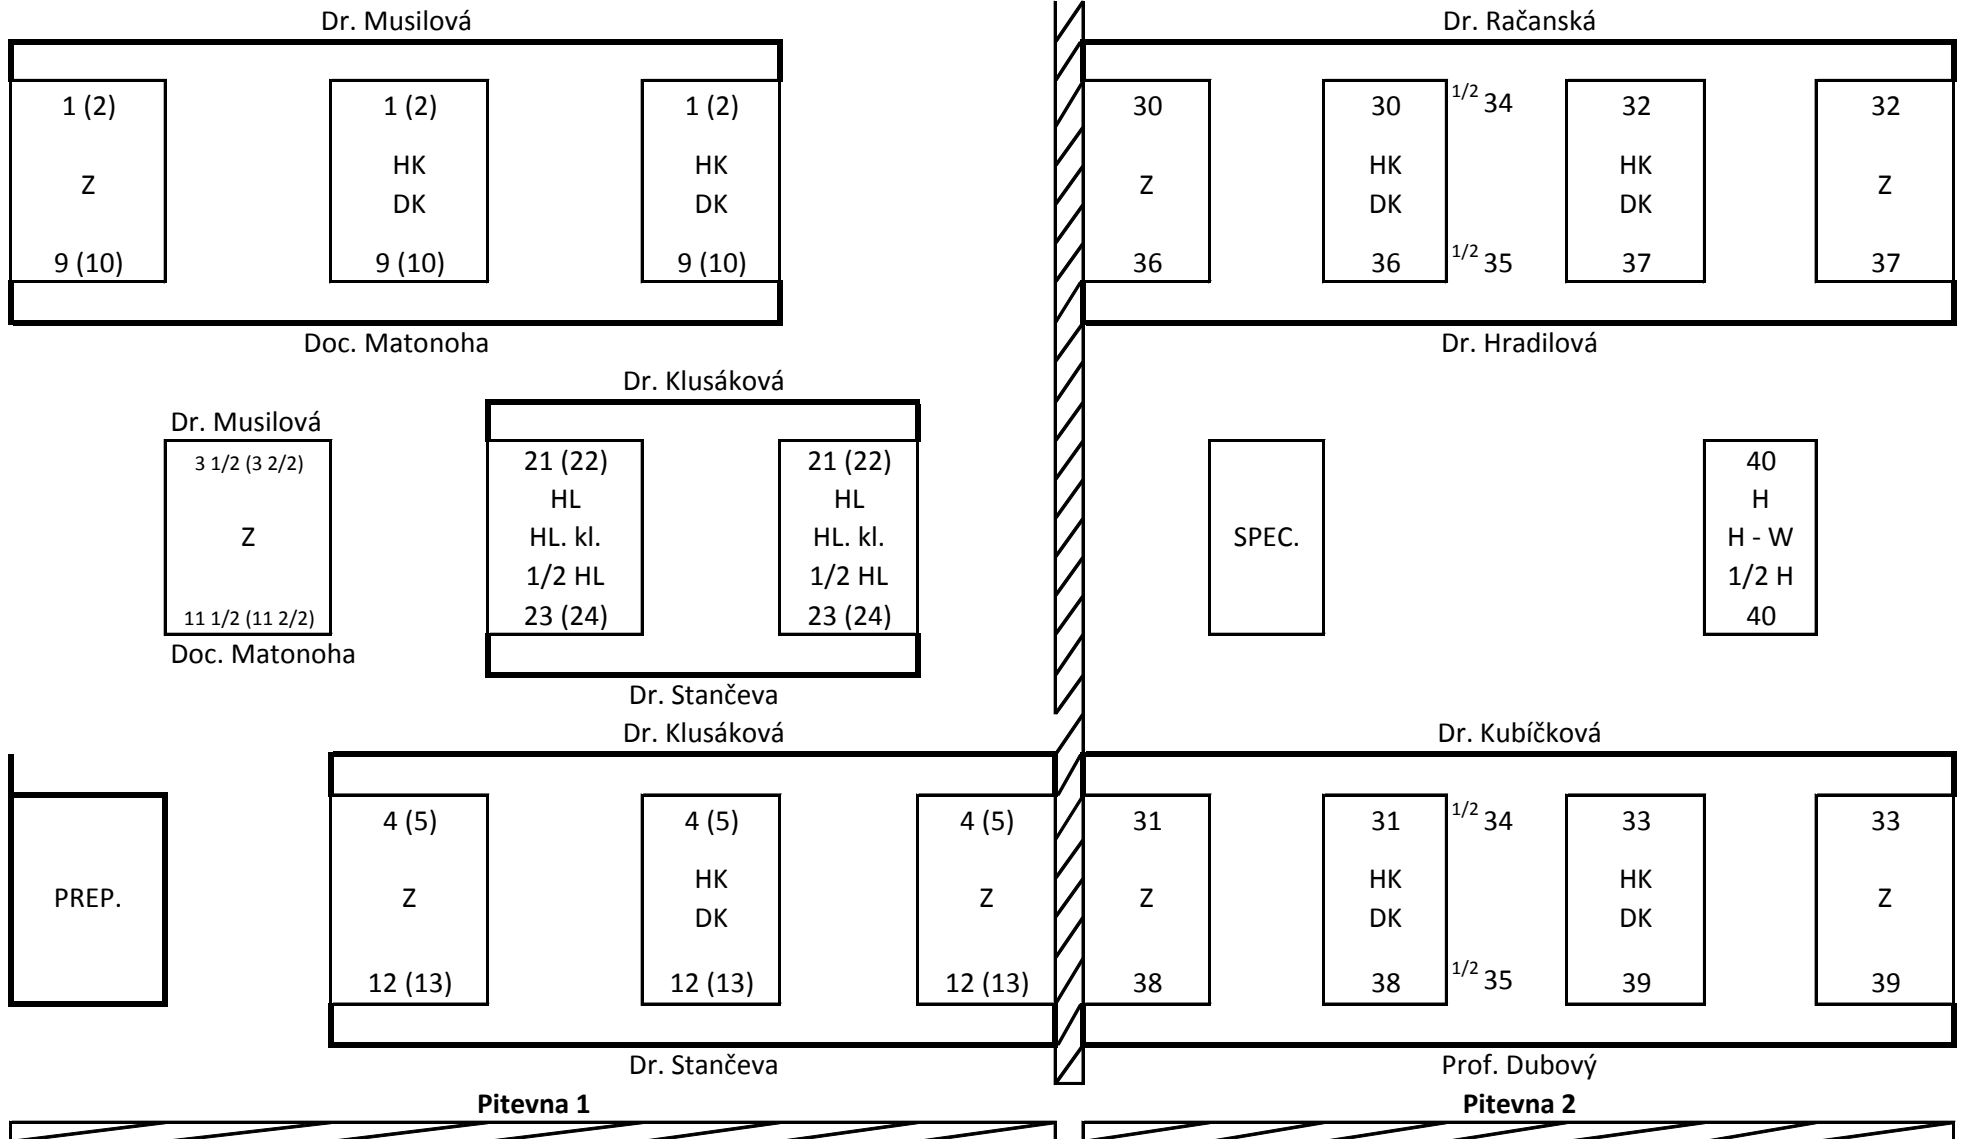 Dr. Musilová
1 (2) 1 (2) 1 (2)
Z HK HK
DK DK
9 (10) 9 (10) 9 (10)
Doc. Matonoha
Dr. Račanská
30 30 1/2 34 32 32
Z HK HK Z
DK DK
36 36 1/2 35 37 37
Dr. Hradilová
Dr. Musilová
3 1/2 (3 2/2)
Z
11 1/2 (11 2/2)
Doc. Matonoha
Dr. Klusáková
21 (22) 21 (22)
HL HL
HL. kl. HL. kl.
1/2 HL 1/2 HL
23 (24) 23 (24)
Dr. Stančeva
SPEC.
40
H
H - W
1/2 H
40
PREP.
Dr. Klusáková
4 (5) 4 (5) 4 (5)
Z HK Z
DK
12 (13) 12 (13) 12 (13)
Dr. Stančeva
Dr. Kubíčková
31 31 1/2 34 33 33
Z HK HK Z
DK DK
38 38 1/2 35 39 39
Prof. Dubový
Pitevna 1
Pitevna 2